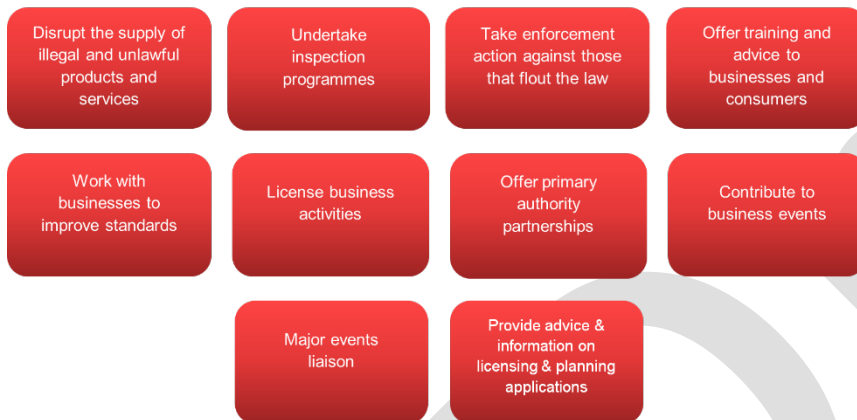 Disrupt the supply of
illegal and unlawful
products and
services
Undertake
inspection
programmes
Take enforcement
action against those
that flout the law
Offer training and
advice to
businesses and
consumers
Work with
businesses to
improve standards
License business
activities
Offer primary
authority
partnerships
Contribute to
business events
Major events
liaison
Provide advice &
information on
licensing & planning
applications